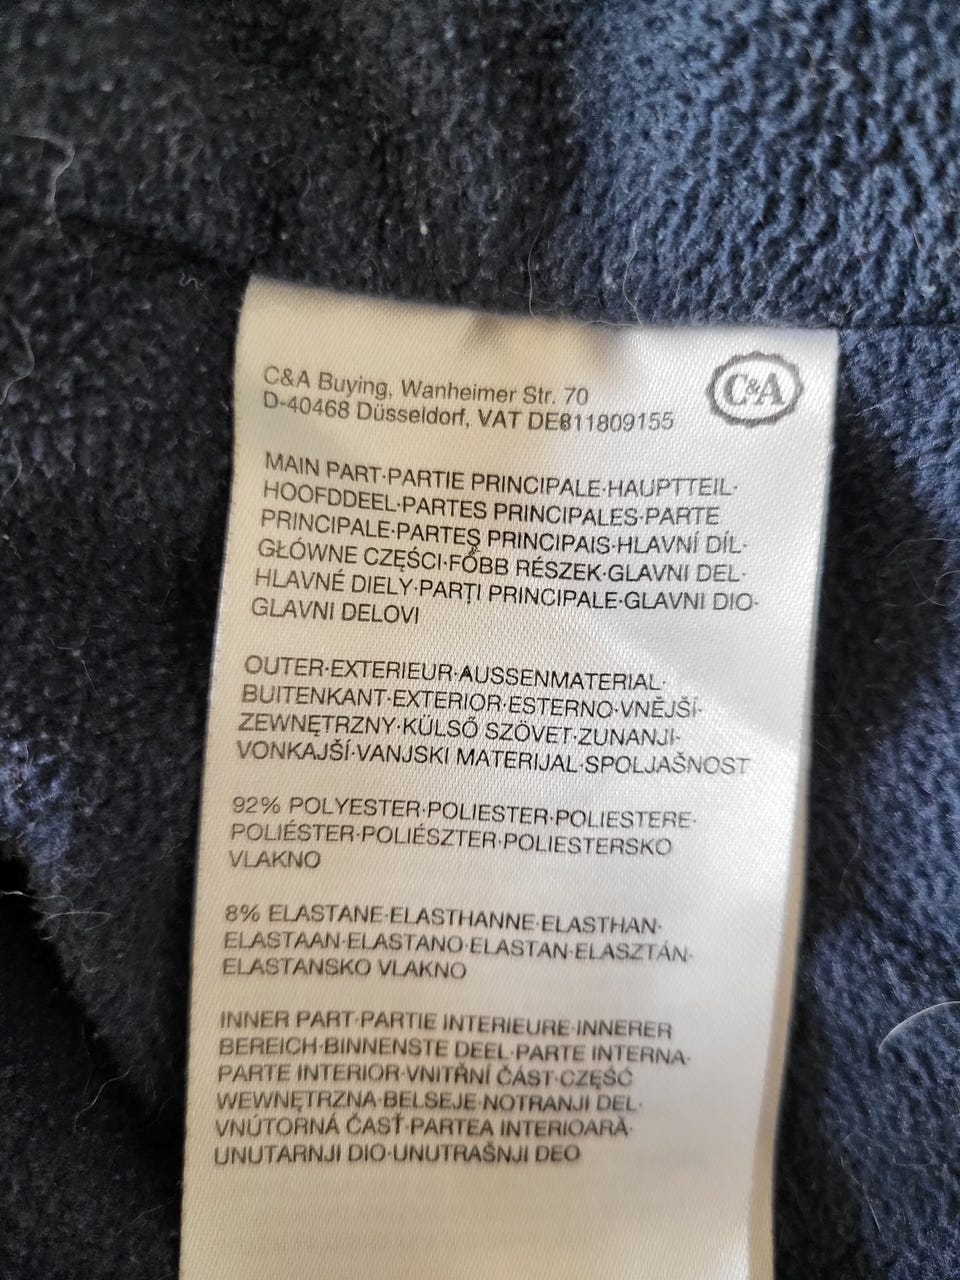 C&A Buying, Wanheimer Str. 70
D-40468 Düsseldorf, VAT DE811809155
C&A
MAIN PART·PARTIE PRINCIPALE·HAUPTTEIL·
HOOFDDEEL·PARTES PRINCIPALES·PARTE
PRINCIPALE·PARTES PRINCIPAIS·HLAVNÍ DÍL·
GŁÓWNE CZĘŚCI·FŐBB RÉSZEK·GLAVNI DEL·
HLAVNÉ DIELY·PARȚI PRINCIPALE·GLAVNI DIO·
GLAVNI DELOVI
OUTER·EXTERIEUR·AUSSENMATERIAL·
BUITENKANT·EXTERIOR·ESTERNO·VNĚJŠÍ·
ZEWNĘTRZNY·KÜLSŐ SZÖVET·ZUNANJI·
VONKAJŠÍ·VANJSKI MATERIJAL·SPOLJAŠNOST
92% POLYESTER·POLIESTER·POLIESTERE·
POLIÉSTER·POLIÉSZTER·POLIESTERSKO
VLAKNO
8% ELASTANE·ELASTHANNE·ELASTHAN·
ELASTAAN·ELASTANO·ELASTAN·ELASZTÁN·
ELASTANSKO VLAKNO
INNER PART·PARTIE INTERIEURE·INNERER
BEREICH·BINNENSTE DEEL·PARTE INTERNA·
PARTE INTERIOR·VNITŘNÍ ČÁST·CZĘŚĆ
WEWNĘTRZNA·BELSEJE·NOTRANJI DEL·
VNÚTORNÁ ČASŤ·PARTEA INTERIOARĂ·
UNUTARNJI DIO·UNUTRAŠNJI DEO